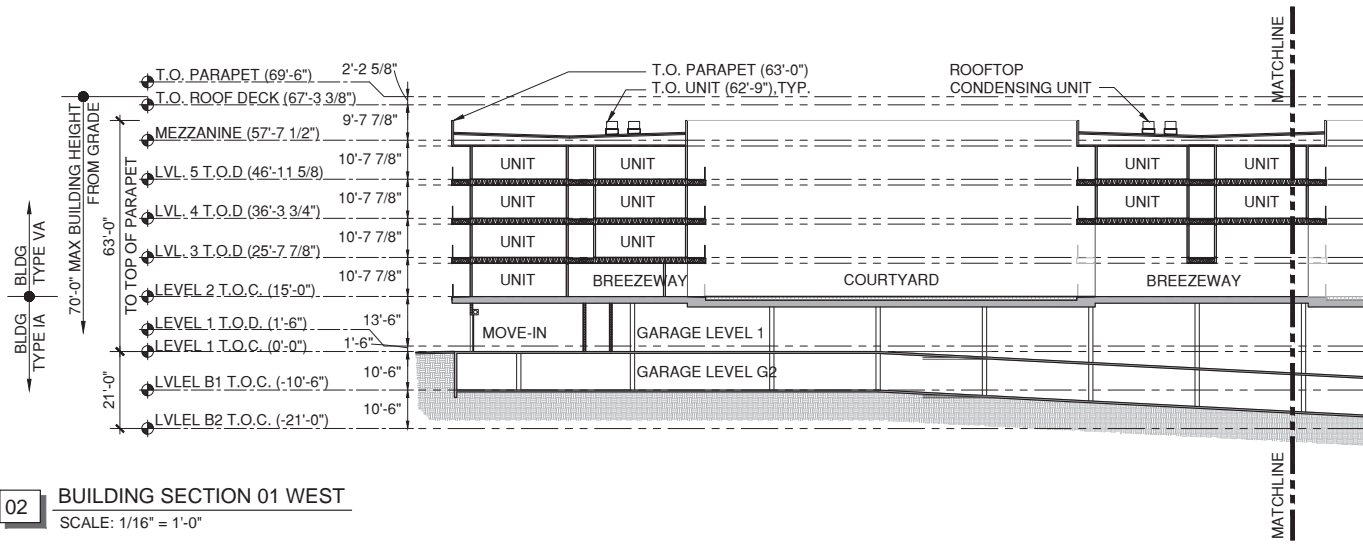 T.O. PARAPET (69'-6")
2'-2 5/8"
T.O. ROOF DECK (67'-3 3/8")
9'-7 7/8"
MEZZANINE (57'-7 1/2")
10'-7 7/8"
LVL. 5 T.O.D (46'-11 5/8)
10'-7 7/8"
LVL. 4 T.O.D (36'-3 3/4")
10'-7 7/8"
LVL. 3 T.O.D (25'-7 7/8")
10'-7 7/8"
LEVEL 2 T.O.C. (15'-0")
13'-6"
LEVEL 1 T.O.D. (1'-6")
1'-6"
LEVEL 1 T.O.C. (0'-0")
10'-6"
LVLEL B1 T.O.C. (-10'-6")
10'-6"
LVLEL B2 T.O.C. (-21'-0")
BLDG
TYPE VA
BLDG
TYPE IA
70'-0" MAX BUILDING HEIGHT
FROM GRADE
63'-0"
TO TOP OF PARAPET
21'-0"
T.O. PARAPET (63'-0")
T.O. UNIT (62'-9"),TYP.
ROOFTOP
CONDENSING UNIT
MATCHLINE
UNIT UNIT UNIT UNIT
UNIT UNIT UNIT UNIT
UNIT UNIT
UNIT BREEZEWAY COURTYARD BREEZEWAY
MOVE-IN GARAGE LEVEL 1
GARAGE LEVEL G2
MATCHLINE
02 BUILDING SECTION 01 WEST
SCALE: 1/16" = 1'-0"